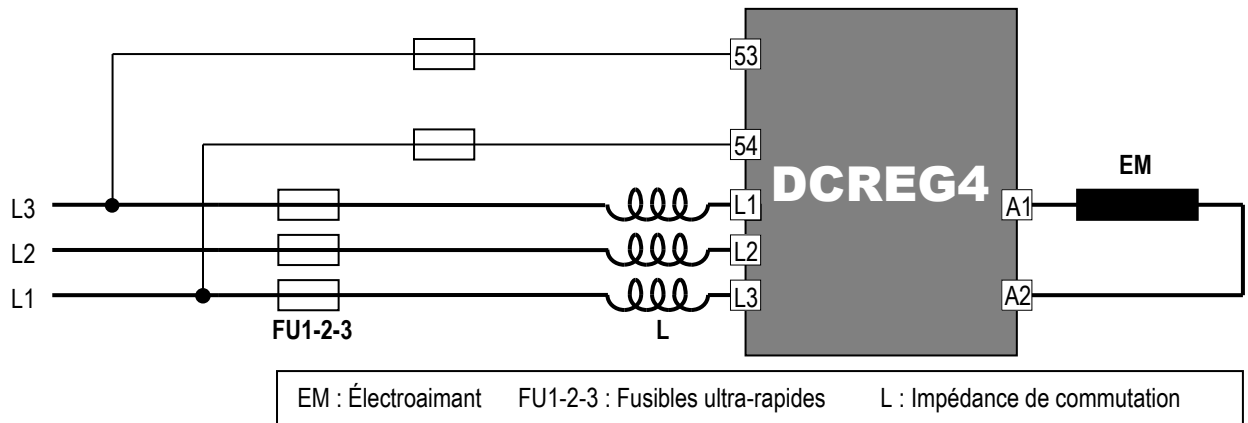 53
54
DCREG4
EM
L3
L1
A1
L2
L2
L1
L3
A2
FU1-2-3
L
EM : Électroaimant FU1-2-3 : Fusibles ultra-rapides L : Impédance de commutation